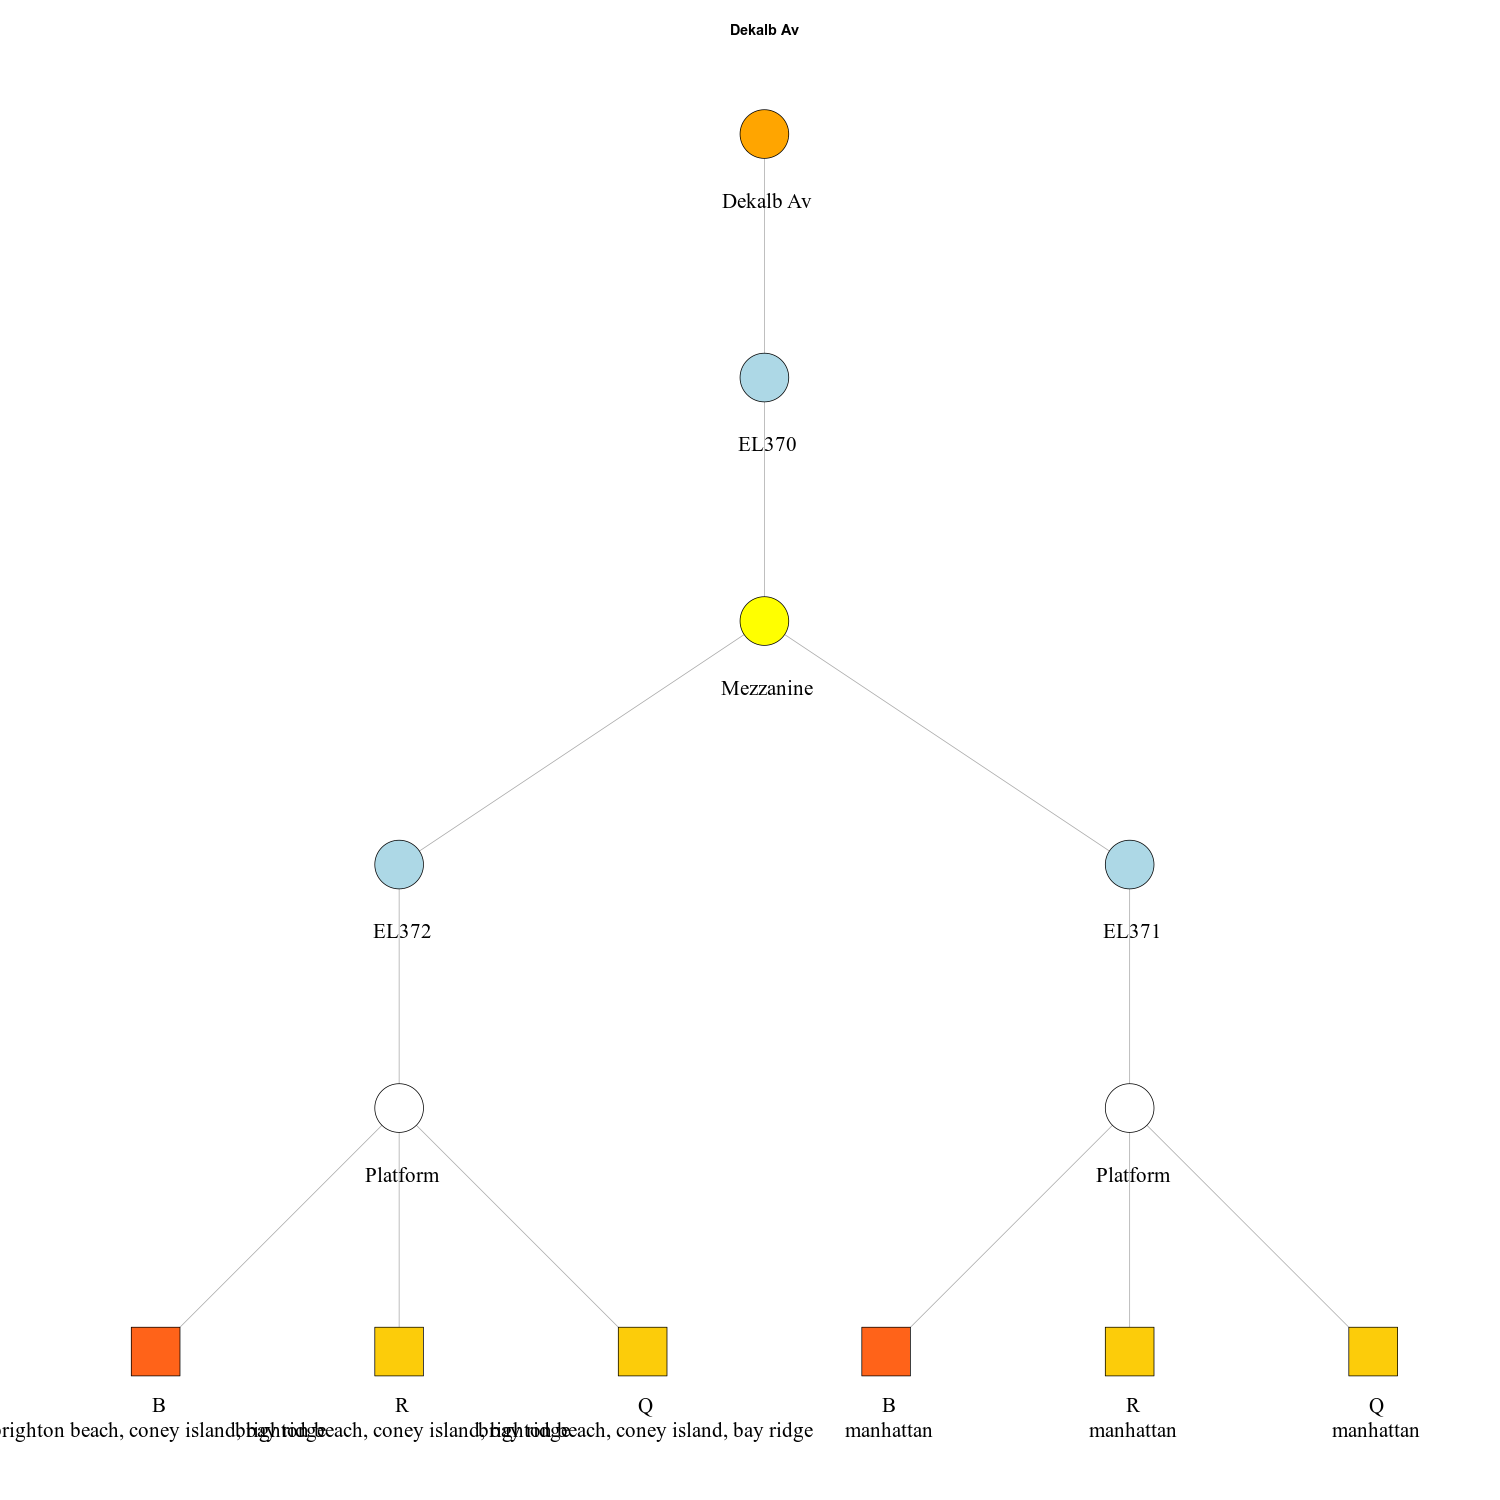 Dekalb Av
Dekalb Av
EL370
Mezzanine
EL372
EL371
Platform
Platform
B
R
Q
B
R
Q
brighton beach, coney island, bay ridge
brighton beach, coney island, bay ridge
brighton beach, coney island, bay ridge
manhattan
manhattan
manhattan